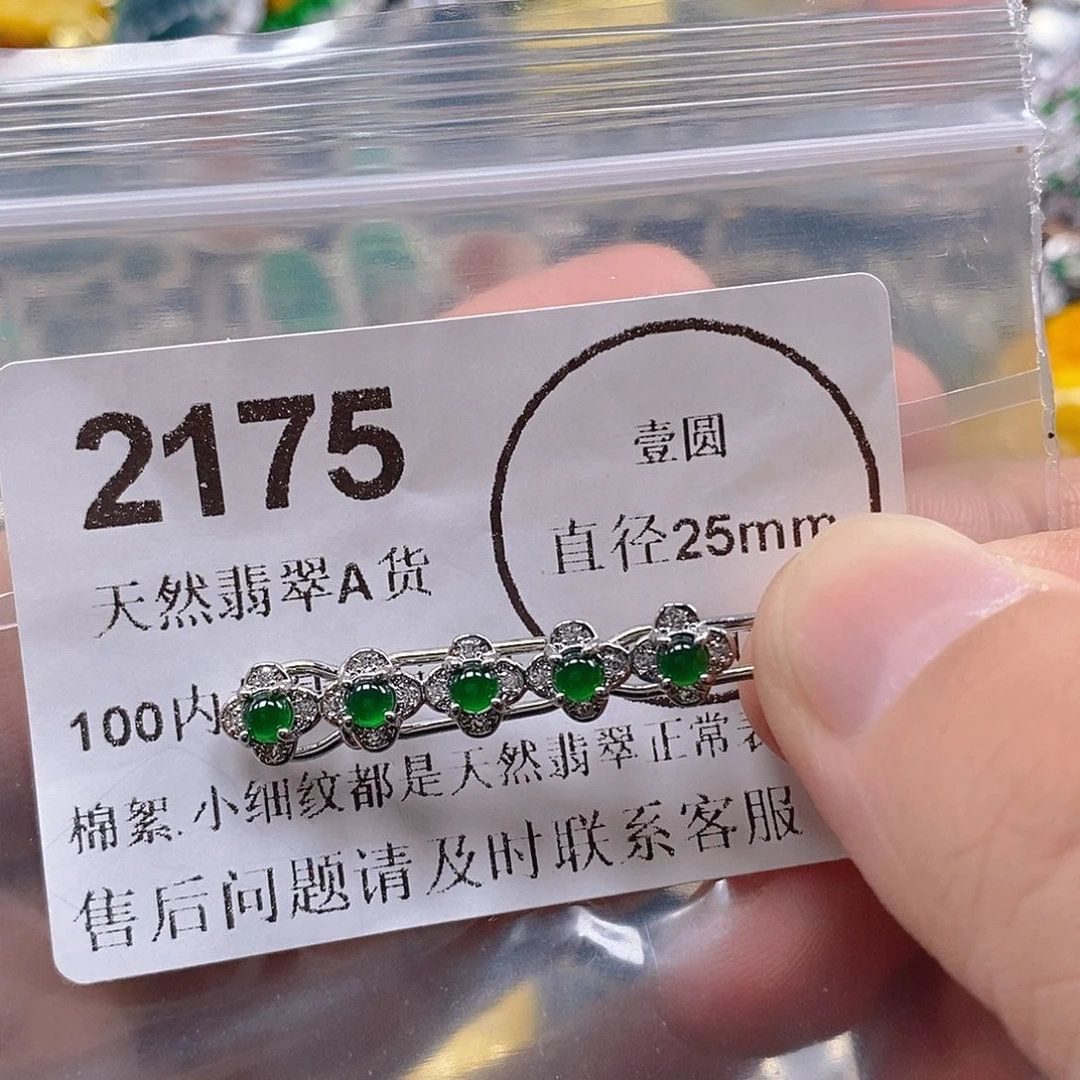 2175
壹圆
直径25mm
天然翡翠A货
100内
棉絮.小细纹都是天然翡翠正常
售后问题请及时联系客服